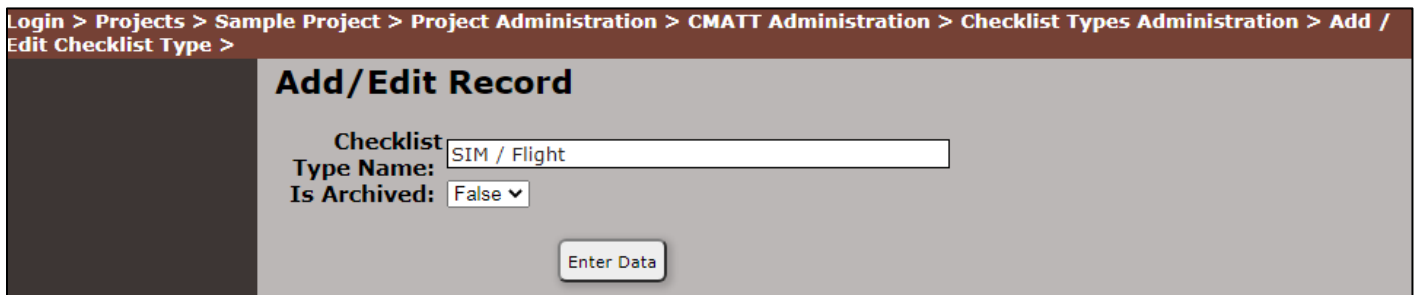 Login > Projects > Sample Project > Project Administration > CMATT Administration > Checklist Types Administration > Add /
Edit Checklist Type >
Add/Edit Record
Checklist
Type Name:
SIM / Flight
Is Archived: False
Enter Data